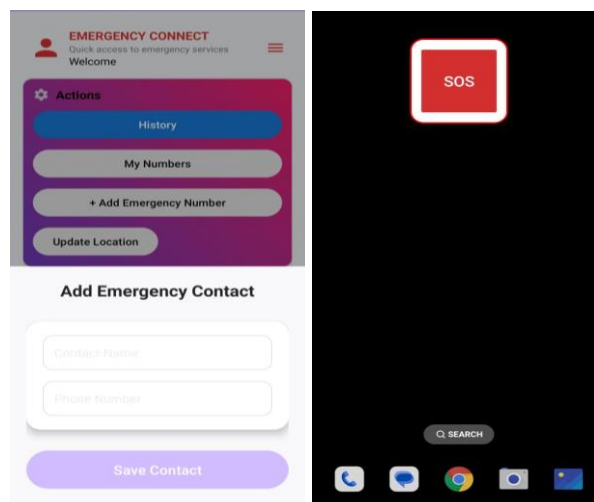 EMERGENCY CONNECT
Quick access to emergency services
Welcome
Actions
History
My Numbers
+ Add Emergency Number
Update Location
Add Emergency Contact
Contact Name
Phone Number
Save Contact
SOS
SEARCH